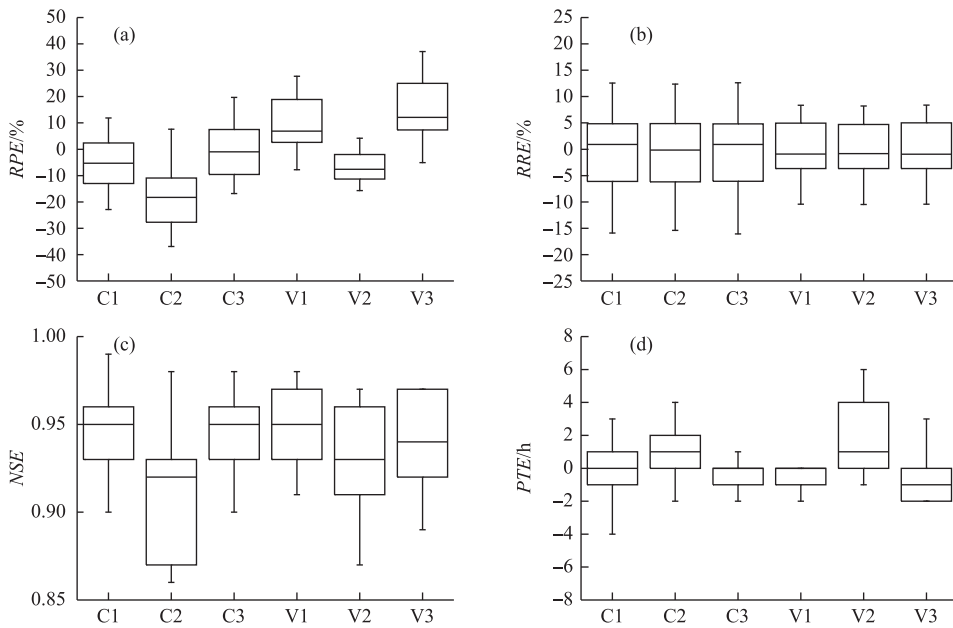 (a)
RPE/%
50
40
30
20
10
0
−10
−20
−30
−40
−50
C1 C2 C3 V1 V2 V3
(b)
RRE/%
25
20
15
10
5
0
−5
−10
−15
−20
−25
C1 C2 C3 V1 V2 V3
(c)
NSE
1.00
0.95
0.90
0.85
C1 C2 C3 V1 V2 V3
(d)
PTE/h
8
6
4
2
0
−2
−4
−6
−8
C1 C2 C3 V1 V2 V3